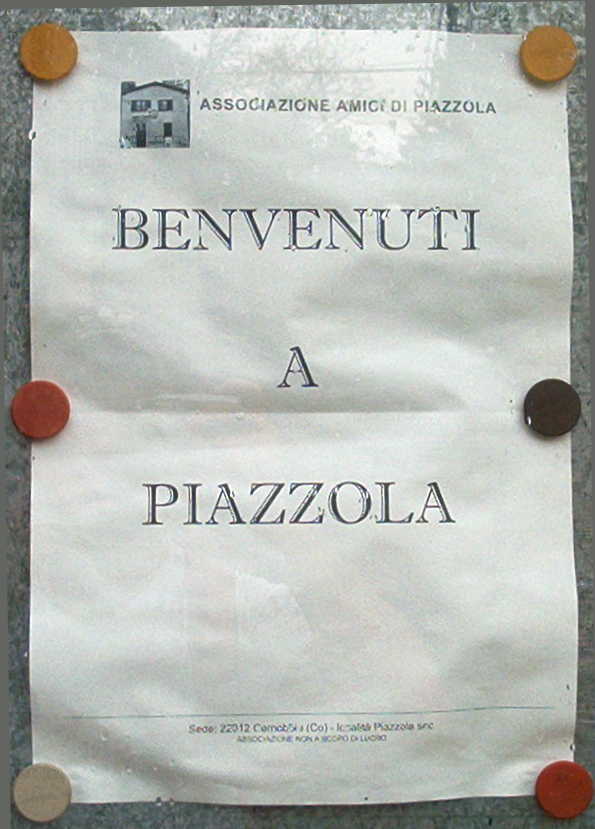 ASSOCIAZIONE AMICI DI PIAZZOLA
BENVENUTI
A
PIAZZOLA
Sede: 22012 Cernobbio (Co) - località Piazzola snc
ASSOCIAZIONE NON A SCOPO DI LUCRO